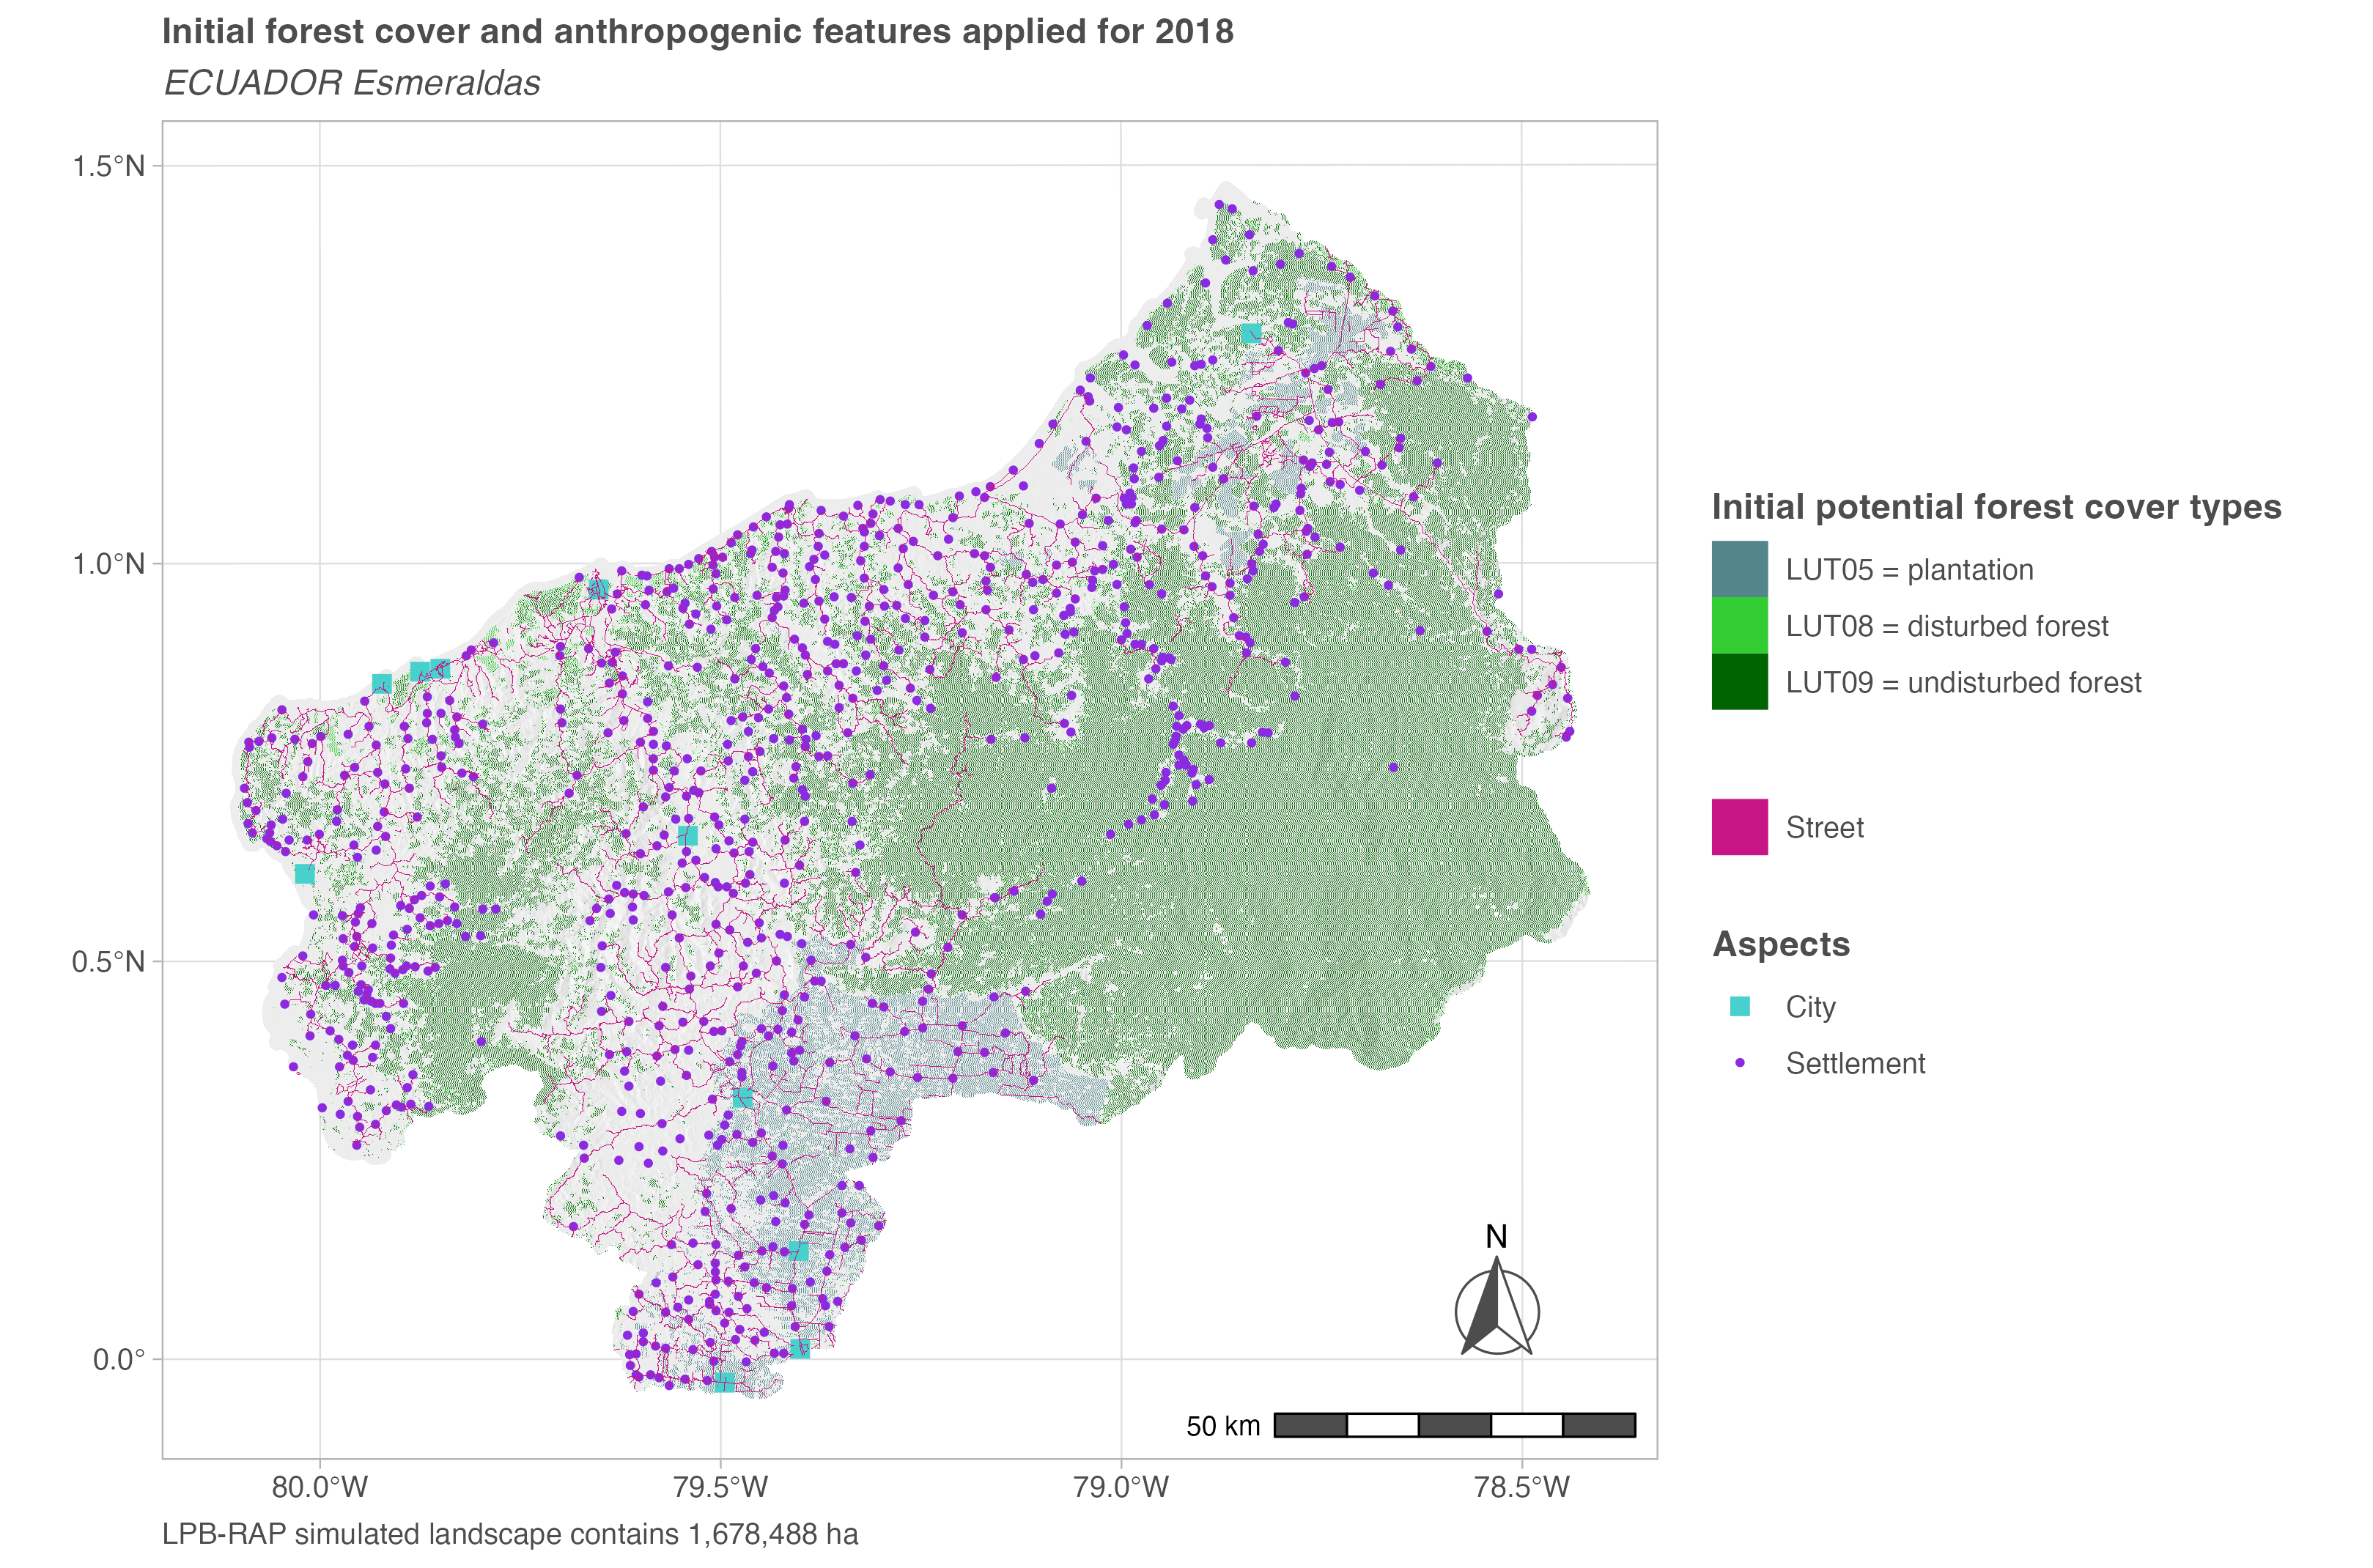 Initial forest cover and anthropogenic features applied for 2018
ECUADOR Esmeraldas
1.5°N
1.0°N
0.5°N
0.0°
80.0°W
79.5°W
79.0°W
78.5°W
N
50 km
Initial potential forest cover types
LUT05 = plantation
LUT08 = disturbed forest
LUT09 = undisturbed forest
Street
Aspects
City
Settlement
LPB-RAP simulated landscape contains 1,678,488 ha